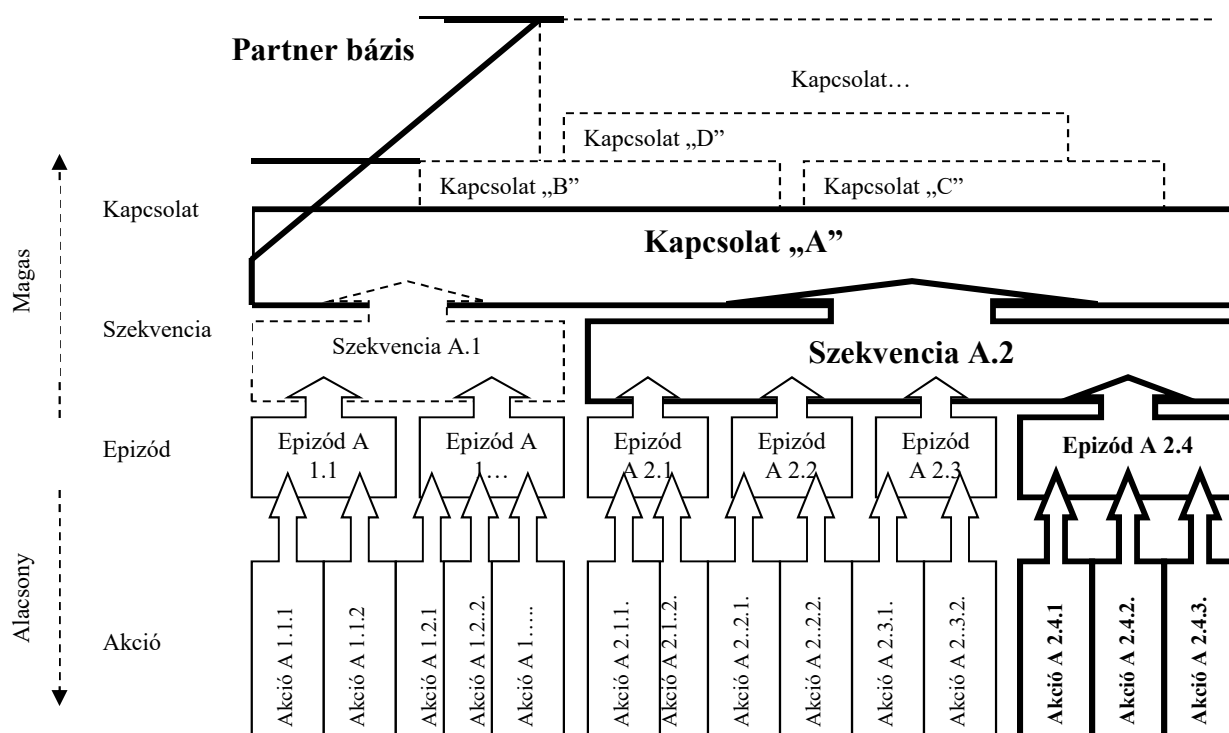 Partner bázis
Kapcsolat…
Kapcsolat „D”
Kapcsolat „B”
Kapcsolat „C”
Kapcsolat
Kapcsolat „A”
Magas
Szekvencia
Szekvencia A.1
Szekvencia A.2
Epizód
Epizód A
1.1
Epizód A
1…
Epizód
A 2.1
Epizód
A 2.2
Epizód
A 2.3
Epizód A 2.4
Alacsony
Akció
Akció A 1.1.1
Akció A 1.1.2
Akció A 1.2.1
Akció A 1.2..2.
Akció A 1…..
Akció A 2.1.1.
Akció A 2.1..2.
Akció A 2..2.1.
Akció A 2..2.2.
Akció A 2.3.1.
Akció A 2..3.2.
Akció A 2.4.1
Akció A 2.4.2.
Akció A 2.4.3.